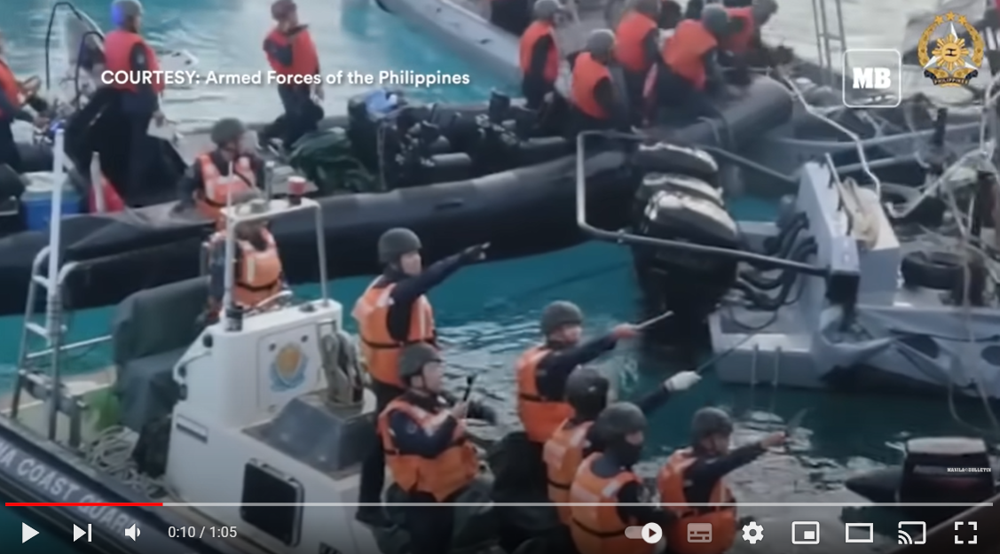 COURTESY: Armed Forces of the Philippines
MB
PHILIPPINES
MANILA BULLETIN
NA COAST GUARD
0:10 / 1:05